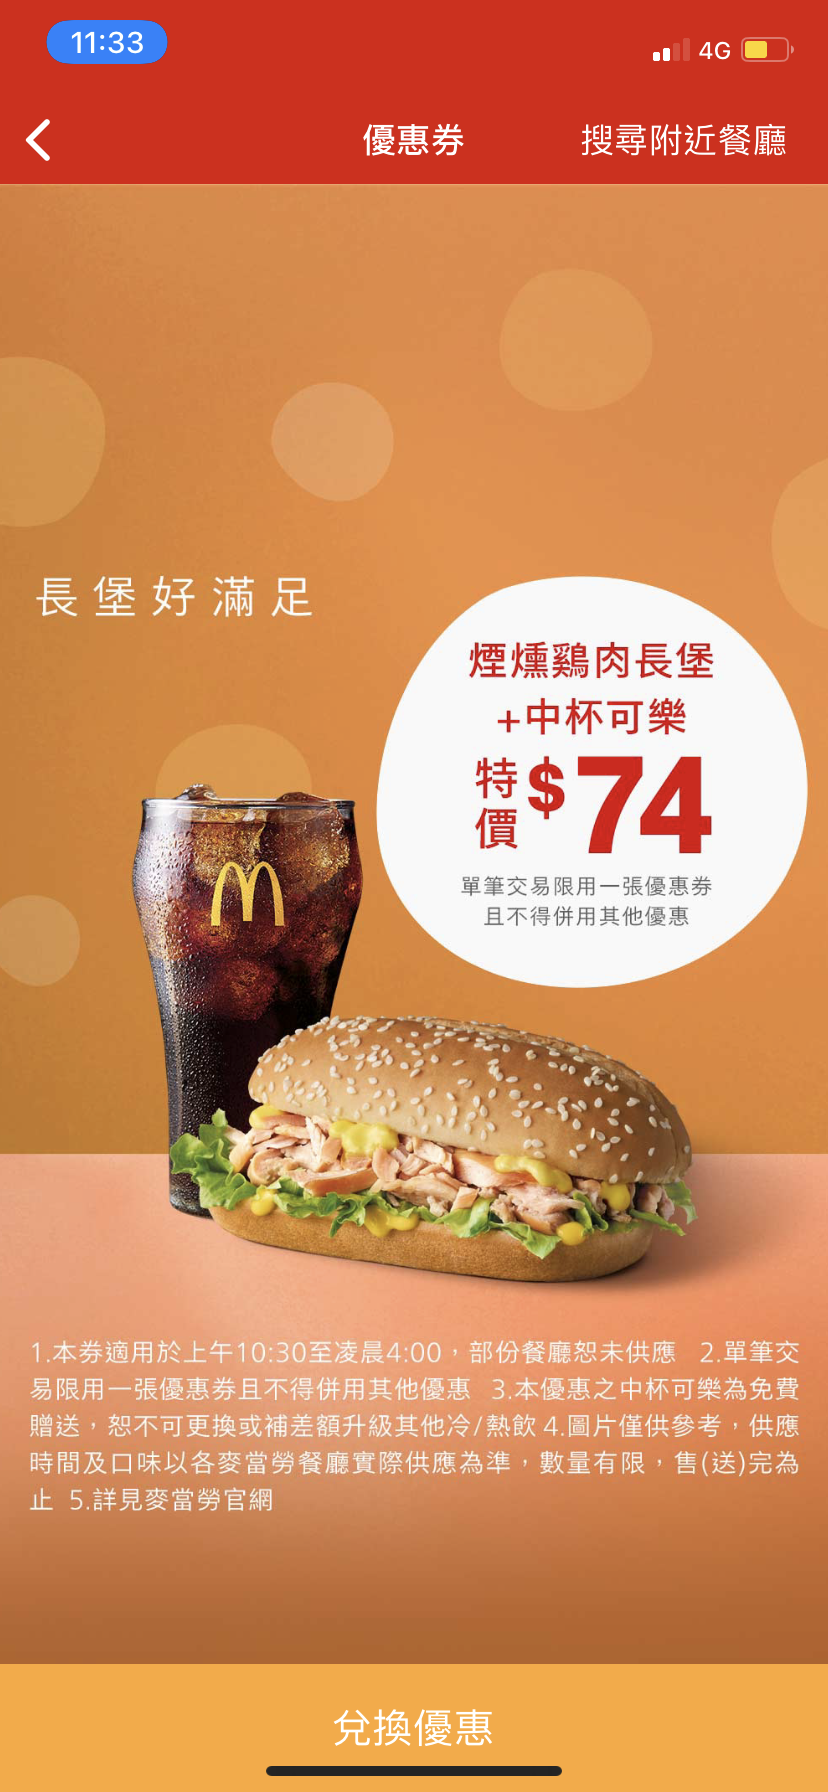 11:33
4G
優惠券
搜尋附近餐廳
長堡好滿足
煙燻鷄肉長堡
+中杯可樂
特價 $74
單筆交易限用一張優惠券
且不得併用其他優惠
1.本券適用於上午10:30至凌晨4:00，部份餐廳恕未供應 2.單筆交
易限用一張優惠券且不得併用其他優惠 3.本優惠之中杯可樂為免費
贈送，恕不可更換或補差額升級其他冷/熱飲 4.圖片僅供參考，供應
時間及口味以各麥當勞餐廳實際供應為準，數量有限，售(送)完為
止 5.詳見麥當勞官網
兌換優惠